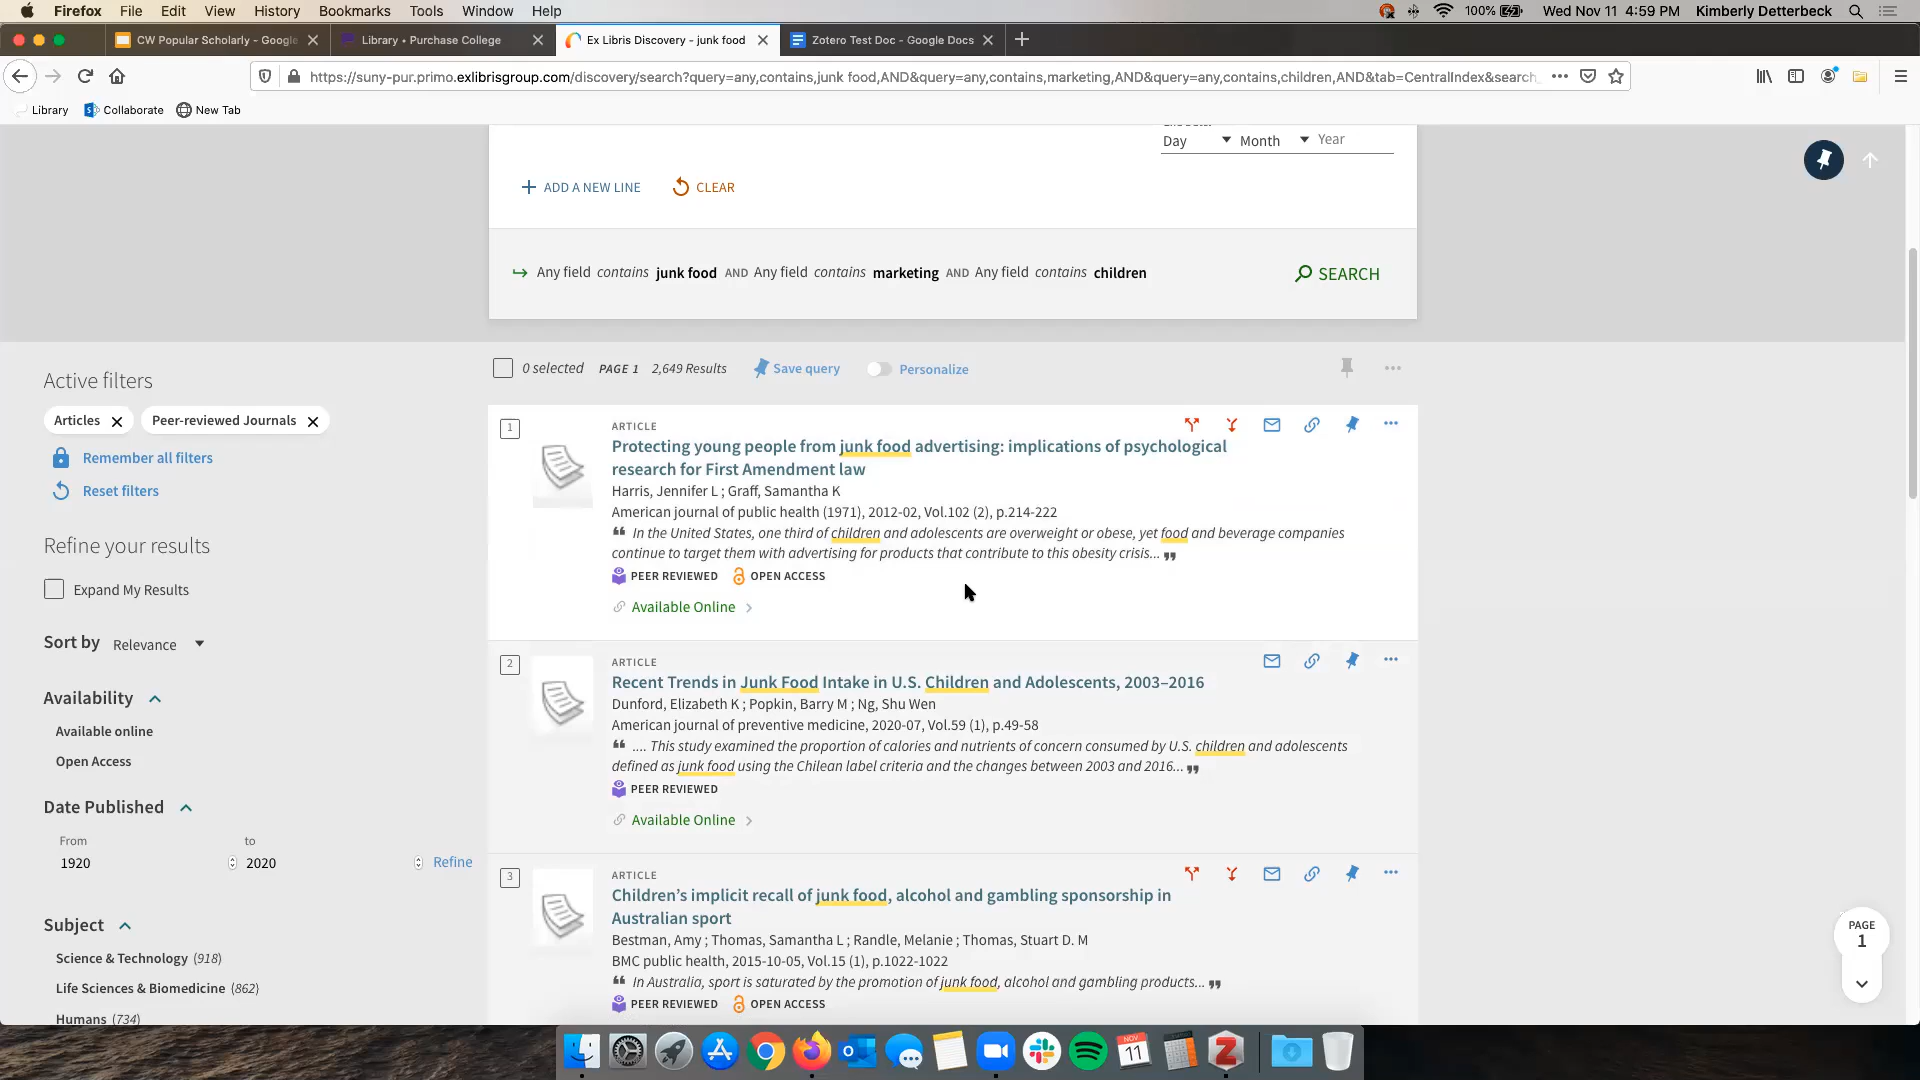 Firefox File Edit View History Bookmarks Tools Window Help 100% Wed Nov 11 4:59 PM Kimberly Detterbeck
CW Popular Scholarly - Google Library • Purchase College Ex Libris Discovery - junk food Zotero Test Doc - Google Docs
https://suny-pur.primo.exlibrisgroup.com/discovery/search?query=any,contains,junk food,AND&query=any,contains,marketing,AND&query=any,contains,children,AND&tab=CentralIndex&search_
Library Collaborate New Tab
Day Month Year
ADD A NEW LINE CLEAR
Any field contains junk food AND Any field contains marketing AND Any field contains children SEARCH
Active filters
Articles Peer-reviewed Journals
Remember all filters
Reset filters
Refine your results
Expand My Results
Sort by Relevance
Availability
Available online
Open Access
Date Published
From to
1920 2020 Refine
Subject
Science & Technology (918)
Life Sciences & Biomedicine (862)
Humans (734)
0 selected PAGE 1 2,649 Results Save query Personalize
1
ARTICLE
Protecting young people from junk food advertising: implications of psychological
research for First Amendment law
Harris, Jennifer L ; Graff, Samantha K
American journal of public health (1971), 2012-02, Vol.102 (2), p.214-222
In the United States, one third of children and adolescents are overweight or obese, yet food and beverage companies
continue to target them with advertising for products that contribute to this obesity crisis...
PEER REVIEWED OPEN ACCESS
Available Online
2
ARTICLE
Recent Trends in Junk Food Intake in U.S. Children and Adolescents, 2003–2016
Dunford, Elizabeth K ; Popkin, Barry M ; Ng, Shu Wen
American journal of preventive medicine, 2020-07, Vol.59 (1), p.49-58
.... This study examined the proportion of calories and nutrients of concern consumed by U.S. children and adolescents
defined as junk food using the Chilean label criteria and the changes between 2003 and 2016...
PEER REVIEWED
Available Online
3
ARTICLE
Children’s implicit recall of junk food, alcohol and gambling sponsorship in
Australian sport
Bestman, Amy ; Thomas, Samantha L ; Randle, Melanie ; Thomas, Stuart D. M
BMC public health, 2015-10-05, Vol.15 (1), p.1022-1022
In Australia, sport is saturated by the promotion of junk food, alcohol and gambling products...
PEER REVIEWED OPEN ACCESS
PAGE
1
NOV
11
Z